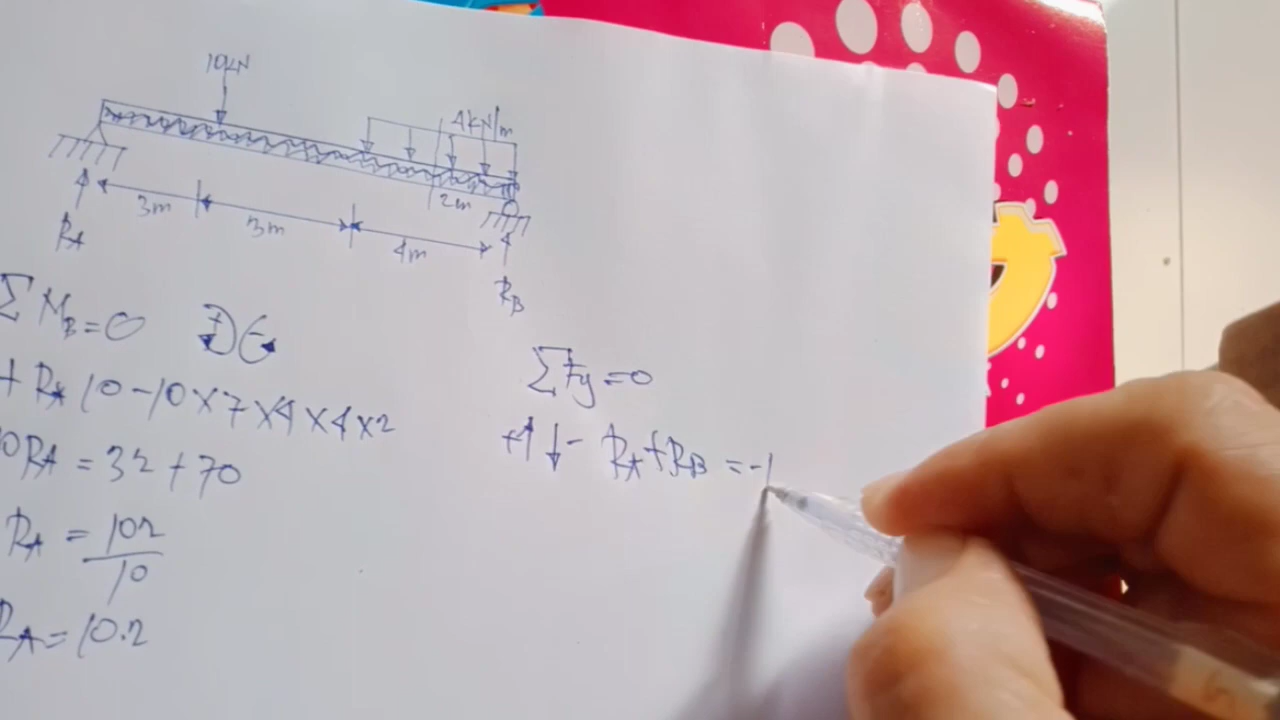 10kN
4kN/m
3m
3m
4m
2m
RA
RB
ΣMB=0
+RA 10-10×7×4×4×2
0RA = 32+70
RA = 102
10
RA = 10.2
ΣFy=0
+↑↓- RA+RB = -1